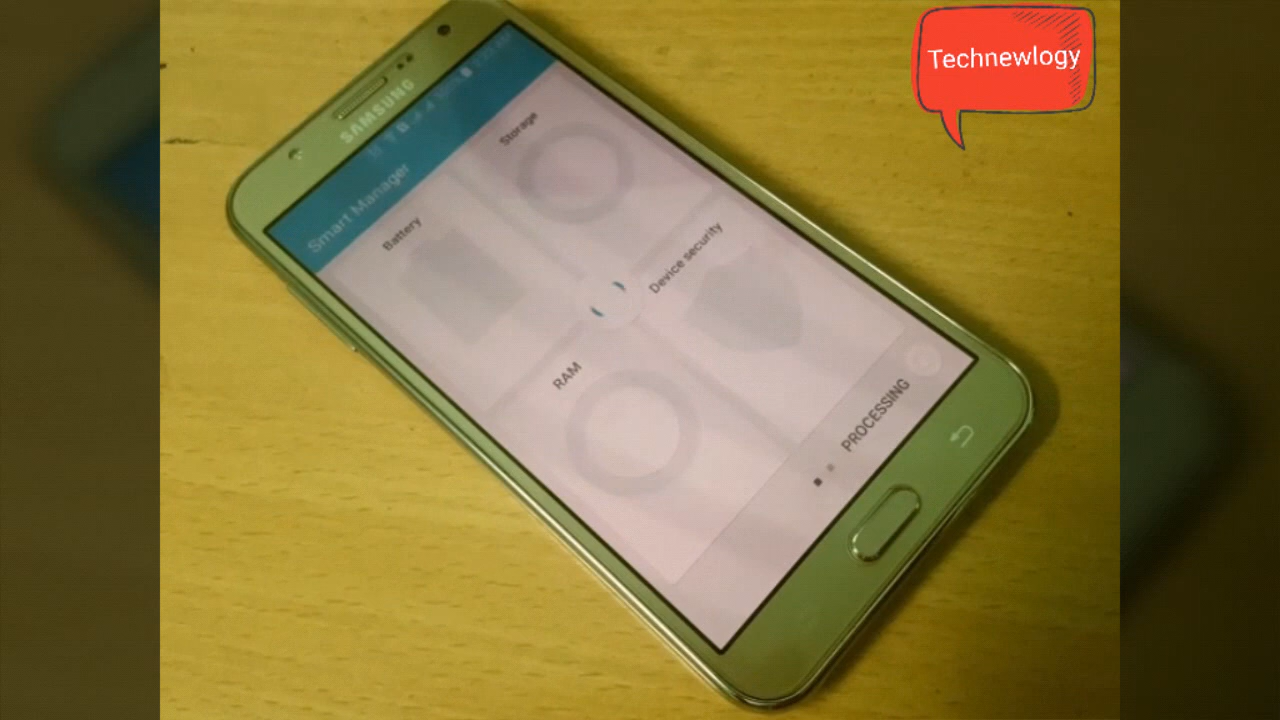 Technewlogy
SAMSUNG
Smart Manager
Battery
Storage
RAM
Device security
PROCESSING